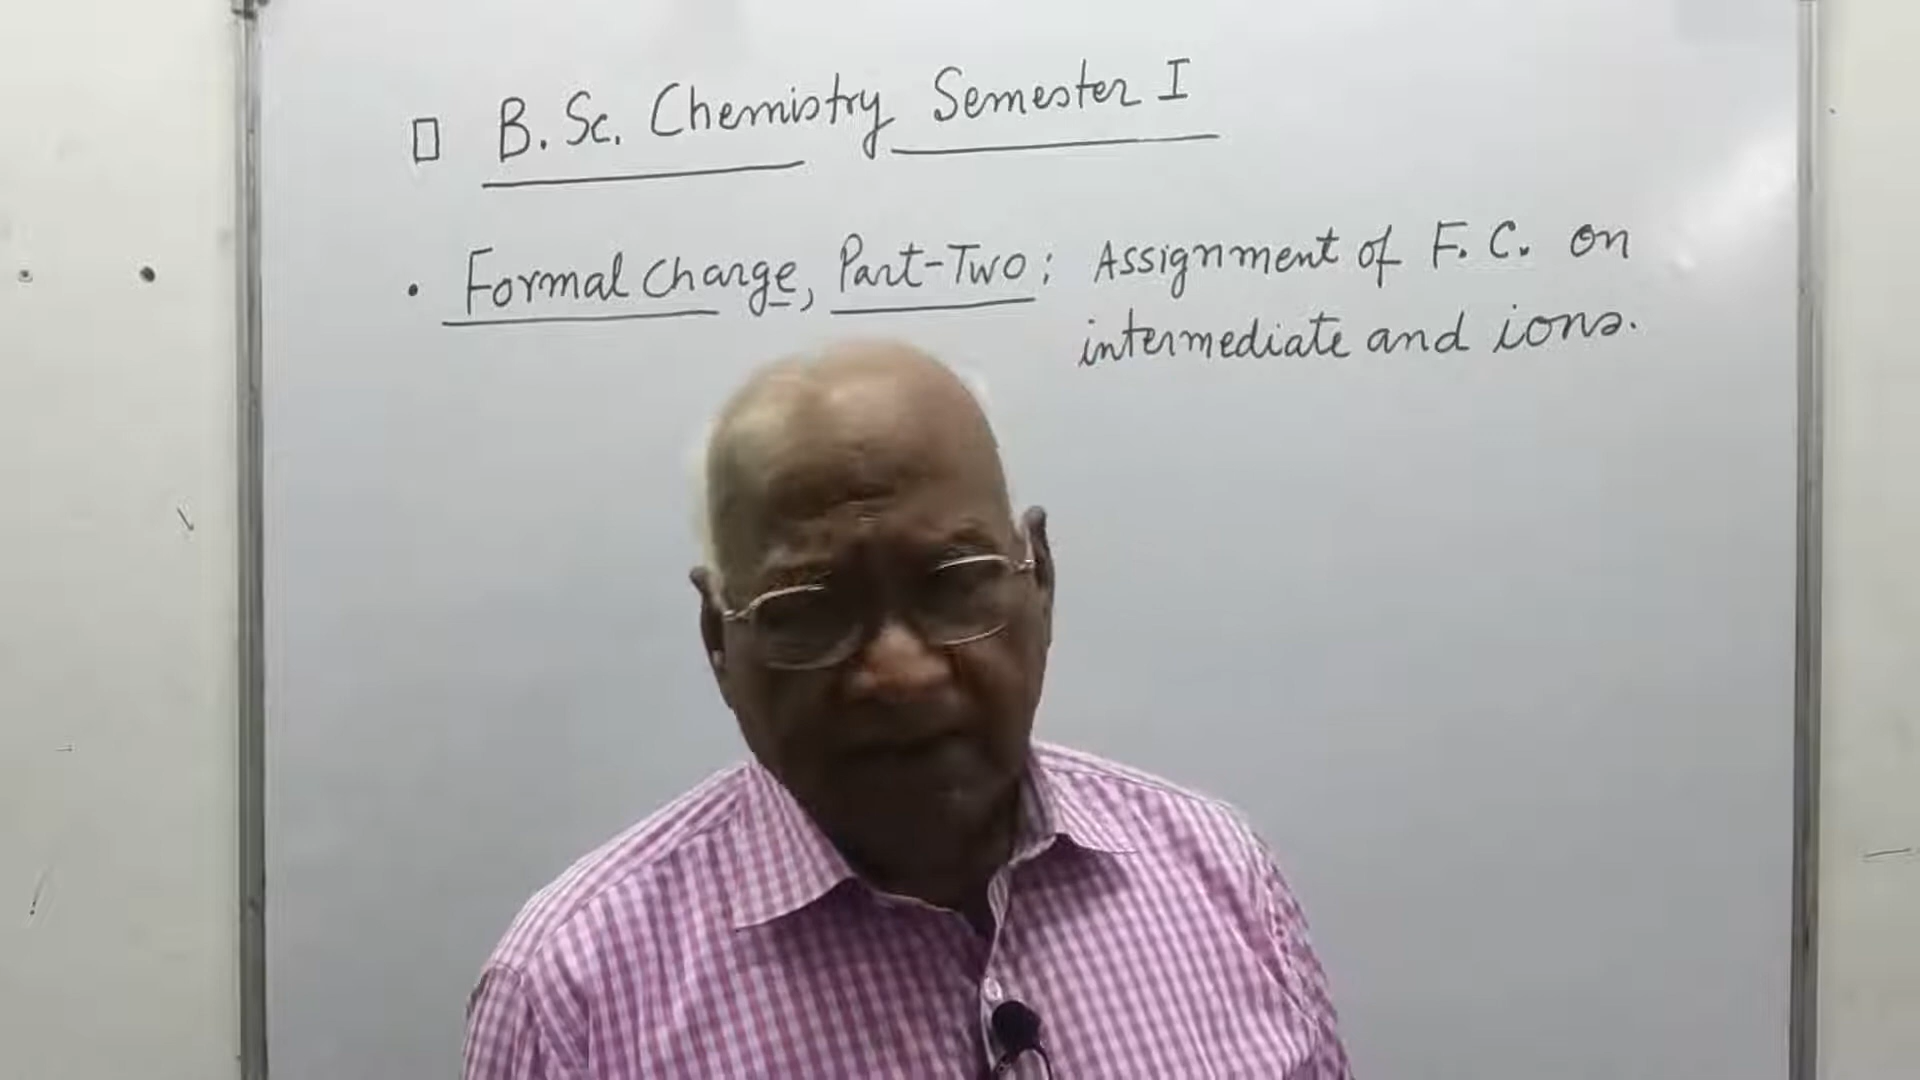 B. Sc. Chemistry Semester I
Formal Charge, Part-Two: Assignment of F. C. on
intermediate and ions.